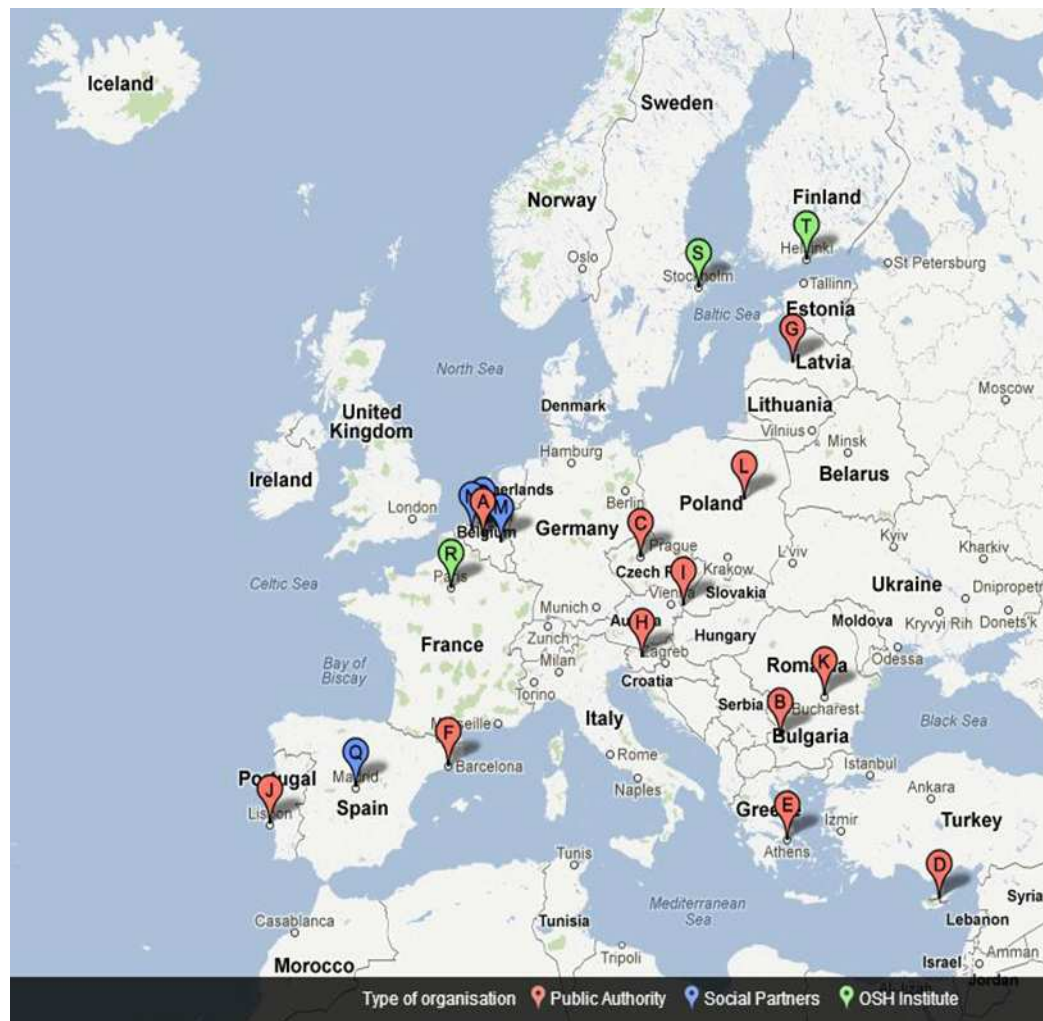 Iceland
Sweden
Norway
Finland
T
Helsinki
Oslo
S
Stockholm
St Petersburg
Tallinn
Baltic Sea
Estonia
G
Latvia
North Sea
Moscow
Denmark
Lithuania
United
Kingdom
Vilnius
Minsk
Hamburg
L
Belarus
Ireland
Berlin
Poland
London
A
M
Belgium
Germany
C
Prague
Kyiv
Kharkiv
R
Paris
L'viv
Krakow
Czech
I
Celtic Sea
Ukraine
Slovakia
Munich
H
Moldova
Kryvyi Rih
Donets'k
Zurich
Hungary
France
Zagreb
Odessa
Milan
K
Bay of
Biscay
Croatia
Torino
Serbia
B
Bucharest
Italy
Black Sea
F
Bulgaria
Rome
Barcelona
Istanbul
Q
Madrid
Portugal
Naples
Ankara
J
Spain
E
Izmir
Turkey
Lisbon
Athens
Tunis
D
Mediterranean
Sea
Syria
Casablanca
Tunisia
Lebanon
Tripoli
Amman
Israel
Morocco
Jordan
Type of organisation Public Authority Social Partners OSH Institute